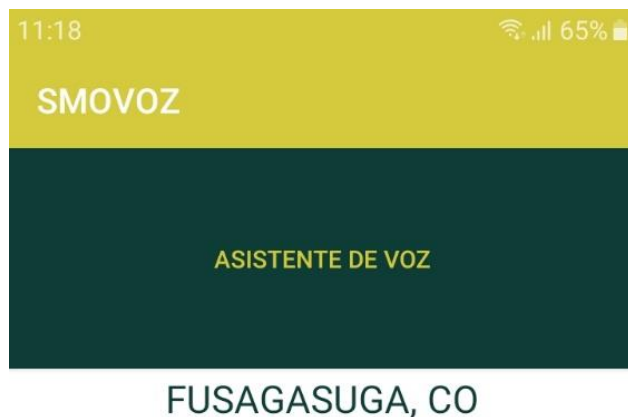 11:18 65%
SMOVOZ
ASISTENTE DE VOZ
FUSAGASUGA, CO